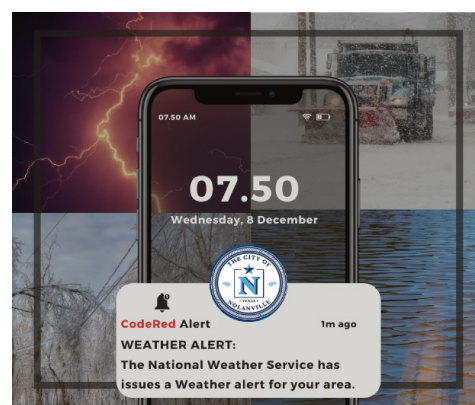 07.50 AM
07.50
Wednesday, 8 December
THE CITY OF
N
TEXAS
NOLANVILLE
CodeRed Alert 1m ago
WEATHER ALERT:
The National Weather Service has
issues a Weather alert for your area.